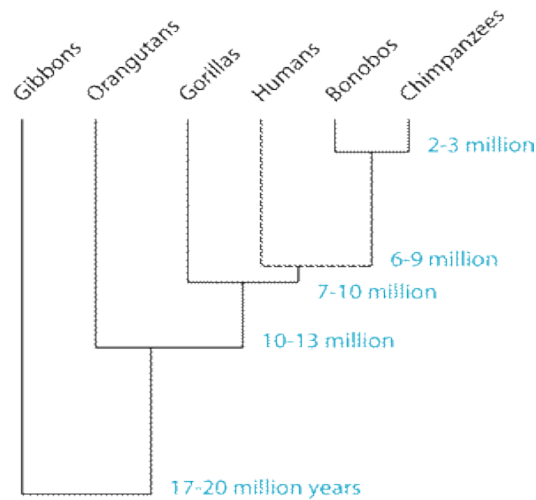 Gibbons
Orangutans
Gorillas
Humans
Bonobos
Chimpanzees
2-3 million
6-9 million
7-10 million
10-13 million
17-20 million years